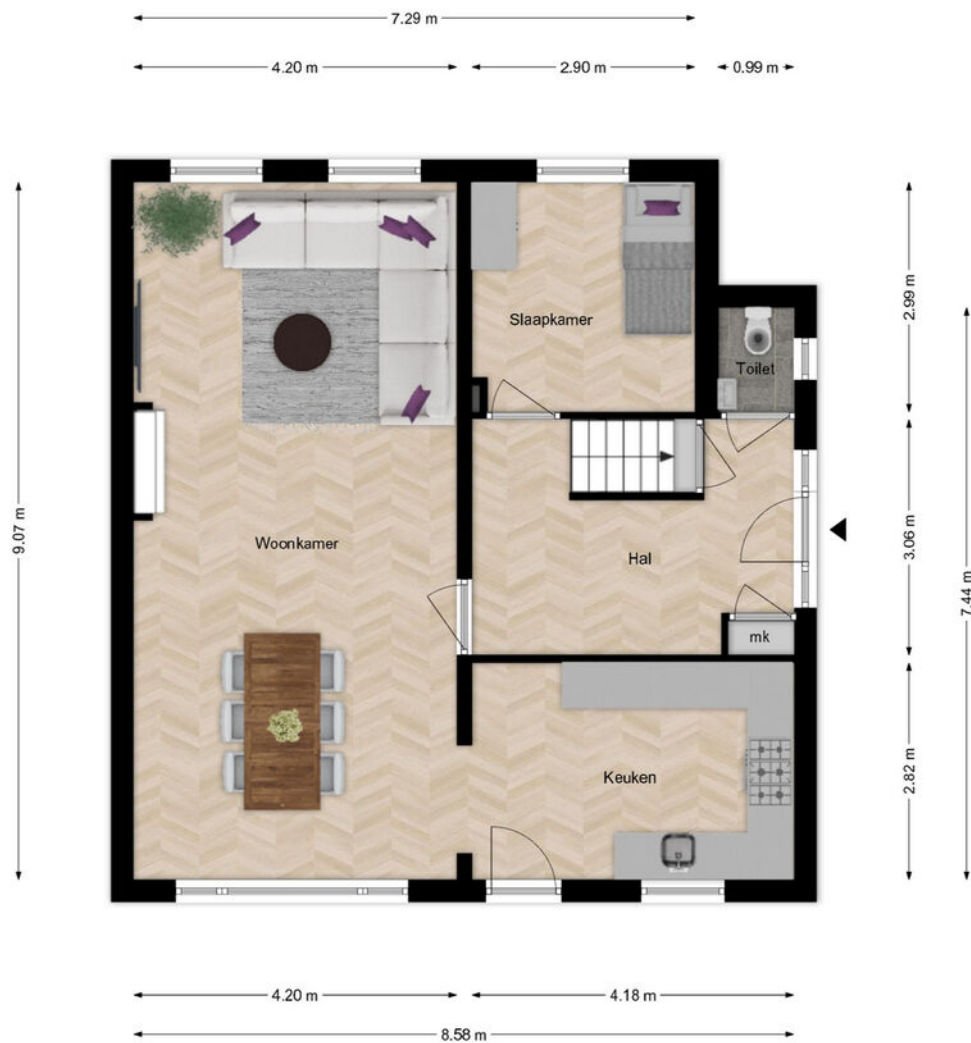 7.29 m
4.20 m
2.90 m
0.99 m
Slaapkamer
Toilet
2.99 m
9.07 m
Woonkamer
Hal
3.06 m
7.44 m
mk
Keuken
2.82 m
4.20 m
4.18 m
8.58 m